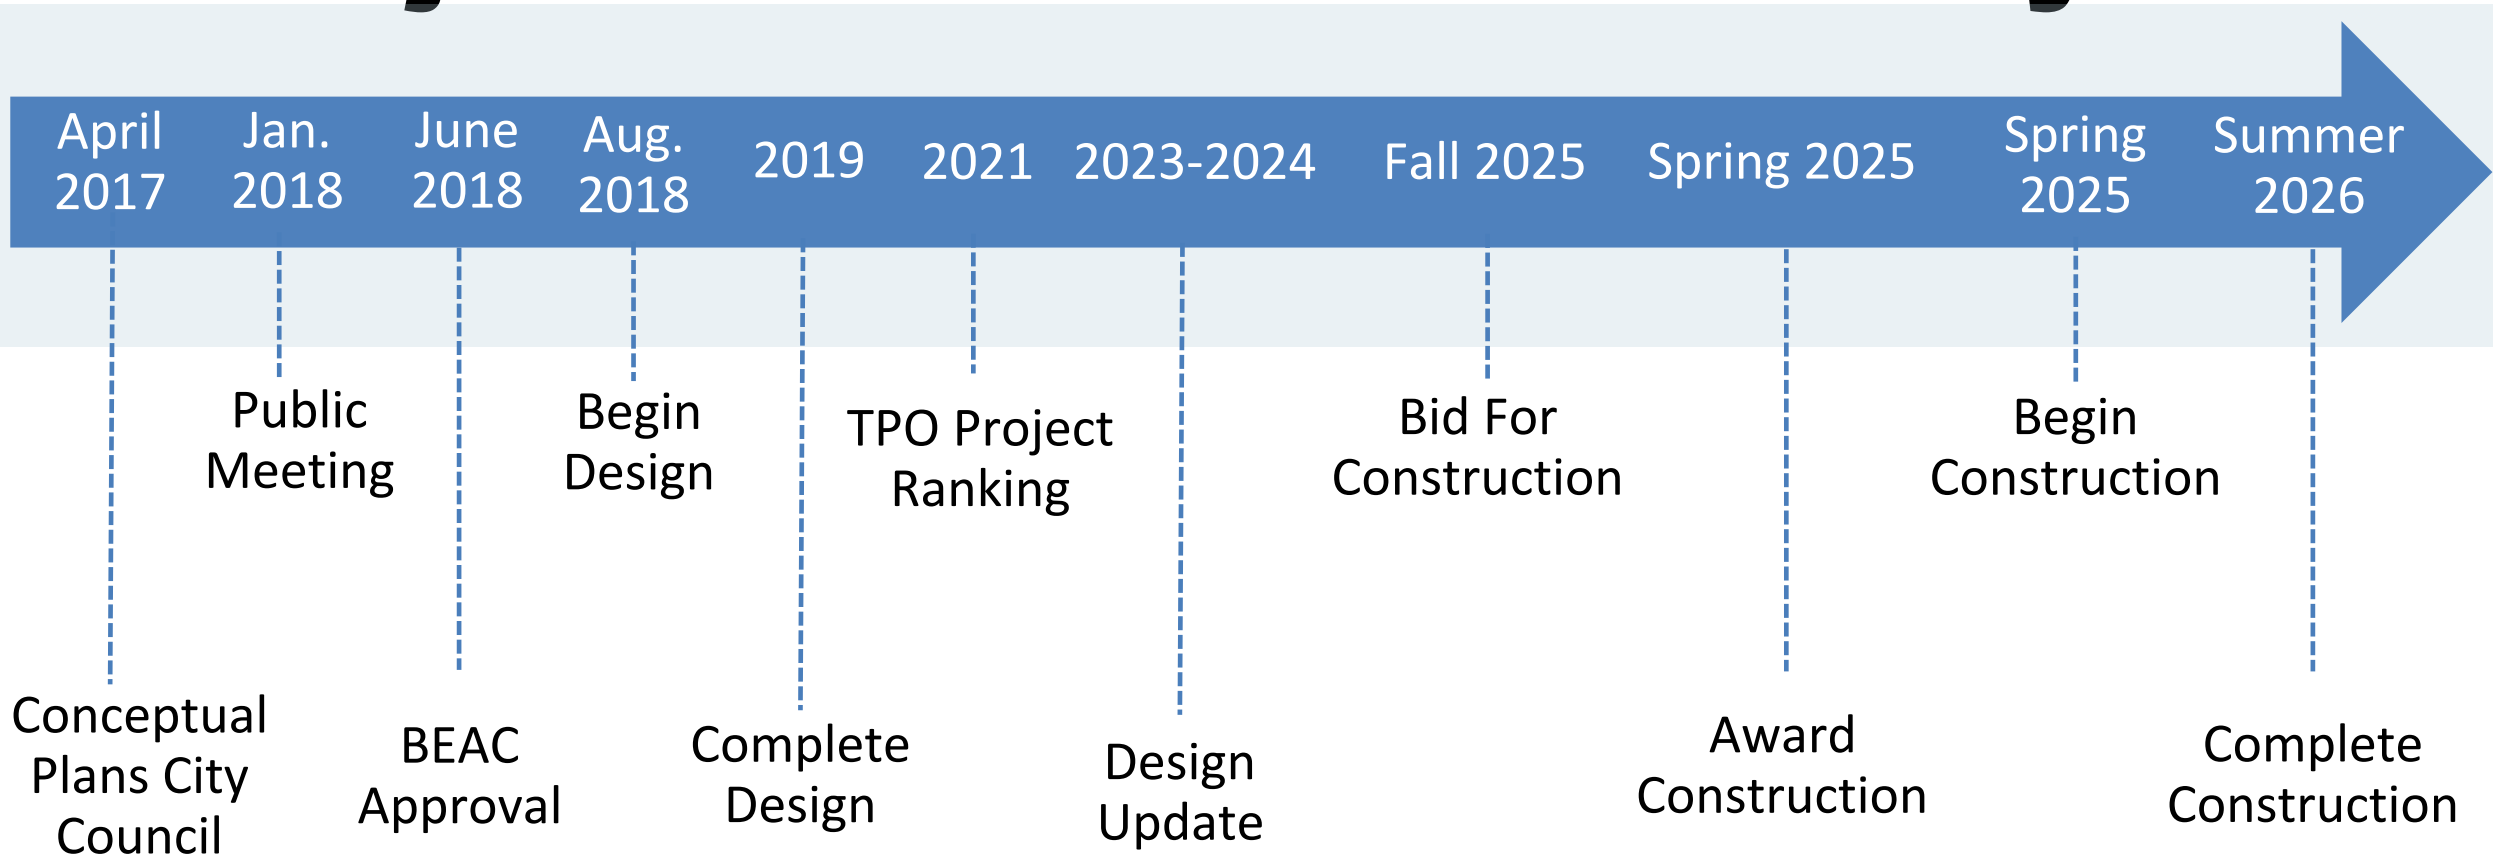 April
2017
Jan.
2018
June
2018
Aug.
2018
2019
2021
2023-2024
Fall 2025
Spring 2025
Spring
2025
Summer
2026
Public
Meeting
Begin
Design
TPO Project
Ranking
Bid For
Construction
Begin
Construction
Conceptual
Plans City
Council
BEAC
Approval
Complete
Design
Design
Update
Award
Construction
Complete
Construction